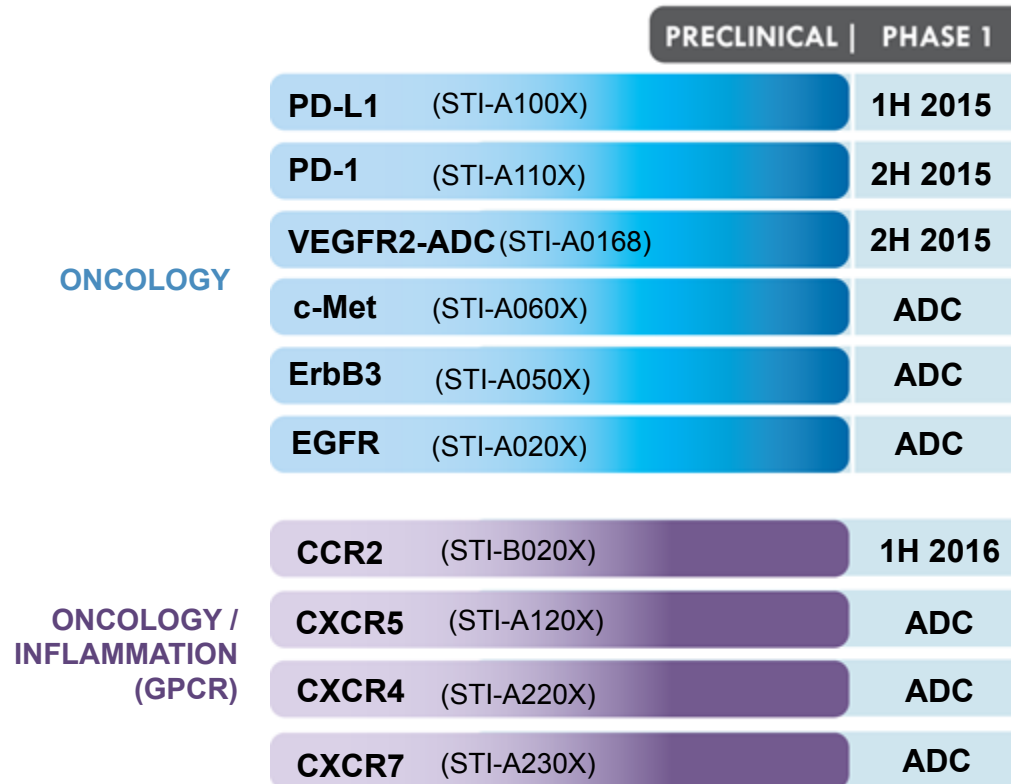 PRECLINICAL | PHASE 1
PD-L1 (STI-A100X) 1H 2015
PD-1 (STI-A110X) 2H 2015
VEGFR2-ADC (STI-A0168) 2H 2015
ONCOLOGY
c-Met (STI-A060X) ADC
ErbB3 (STI-A050X) ADC
EGFR (STI-A020X) ADC
CCR2 (STI-B020X) 1H 2016
ONCOLOGY /
INFLAMMATION
(GPCR)
CXCR5 (STI-A120X) ADC
CXCR4 (STI-A220X) ADC
CXCR7 (STI-A230X) ADC